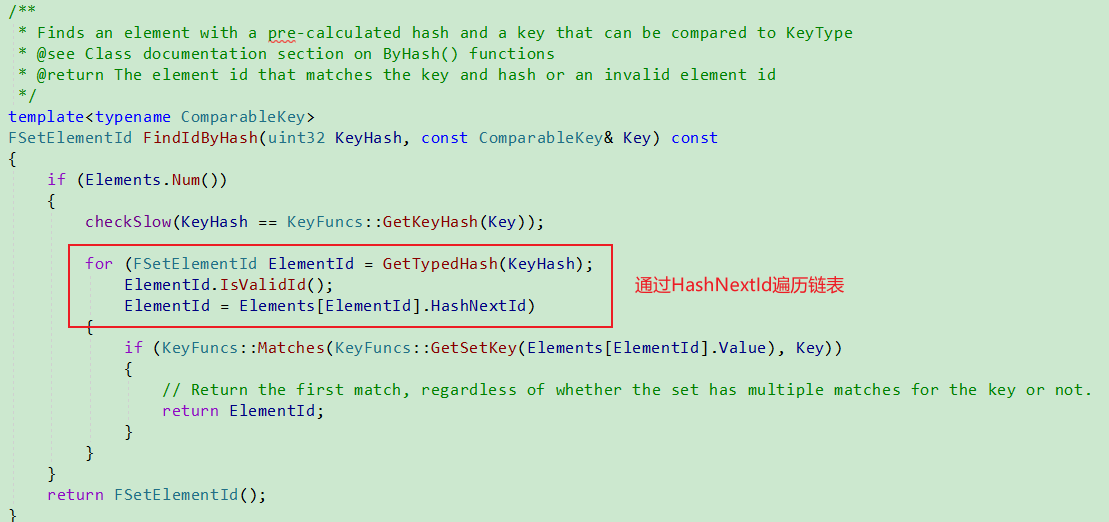 /**
 * Finds an element with a pre-calculated hash and a key that can be compared to KeyType
 * @see Class documentation section on ByHash() functions
 * @return The element id that matches the key and hash or an invalid element id
 */
template<typename ComparableKey>
FSetElementId FindIdByHash(uint32 KeyHash, const ComparableKey& Key) const
{
    if (Elements.Num())
    {
        checkSlow(KeyHash == KeyFuncs::GetKeyHash(Key));
        for (FSetElementId ElementId = GetTypedHash(KeyHash);
            ElementId.IsValidId();
            ElementId = Elements[ElementId].HashNextId)
通过HashNextId遍历链表
        {
            if (KeyFuncs::Matches(KeyFuncs::GetSetKey(Elements[ElementId].Value), Key))
            {
                // Return the first match, regardless of whether the set has multiple matches for the key or not.
                return ElementId;
            }
        }
    }
    return FSetElementId();
}